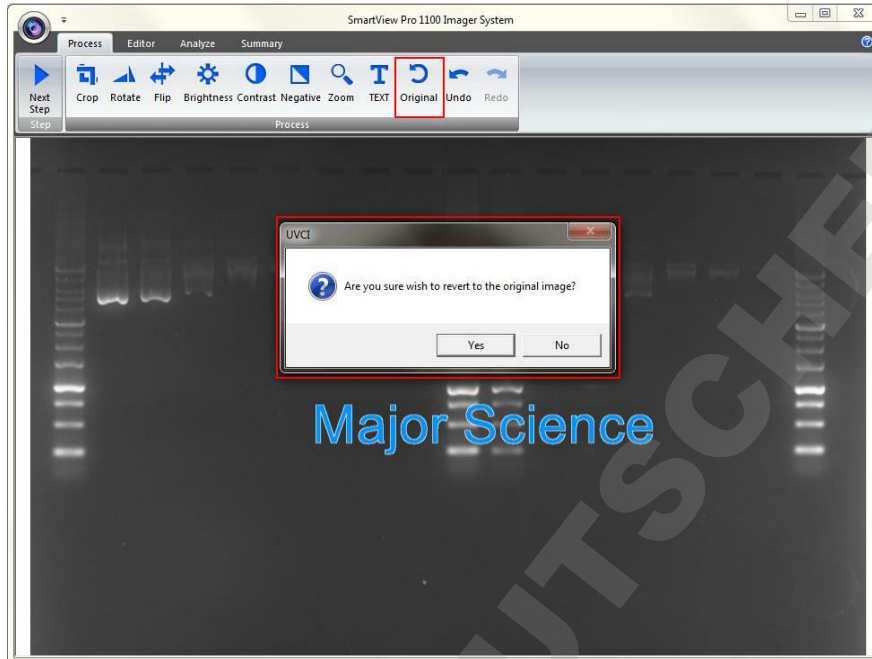 SmartView Pro 1100 Imager System
Process Editor Analyze Summary
Next Step
Crop Rotate Flip Brightness Contrast Negative Zoom TEXT Original Undo Redo
Step Process
UVCI
Are you sure wish to revert to the original image?
Yes No
Major Science